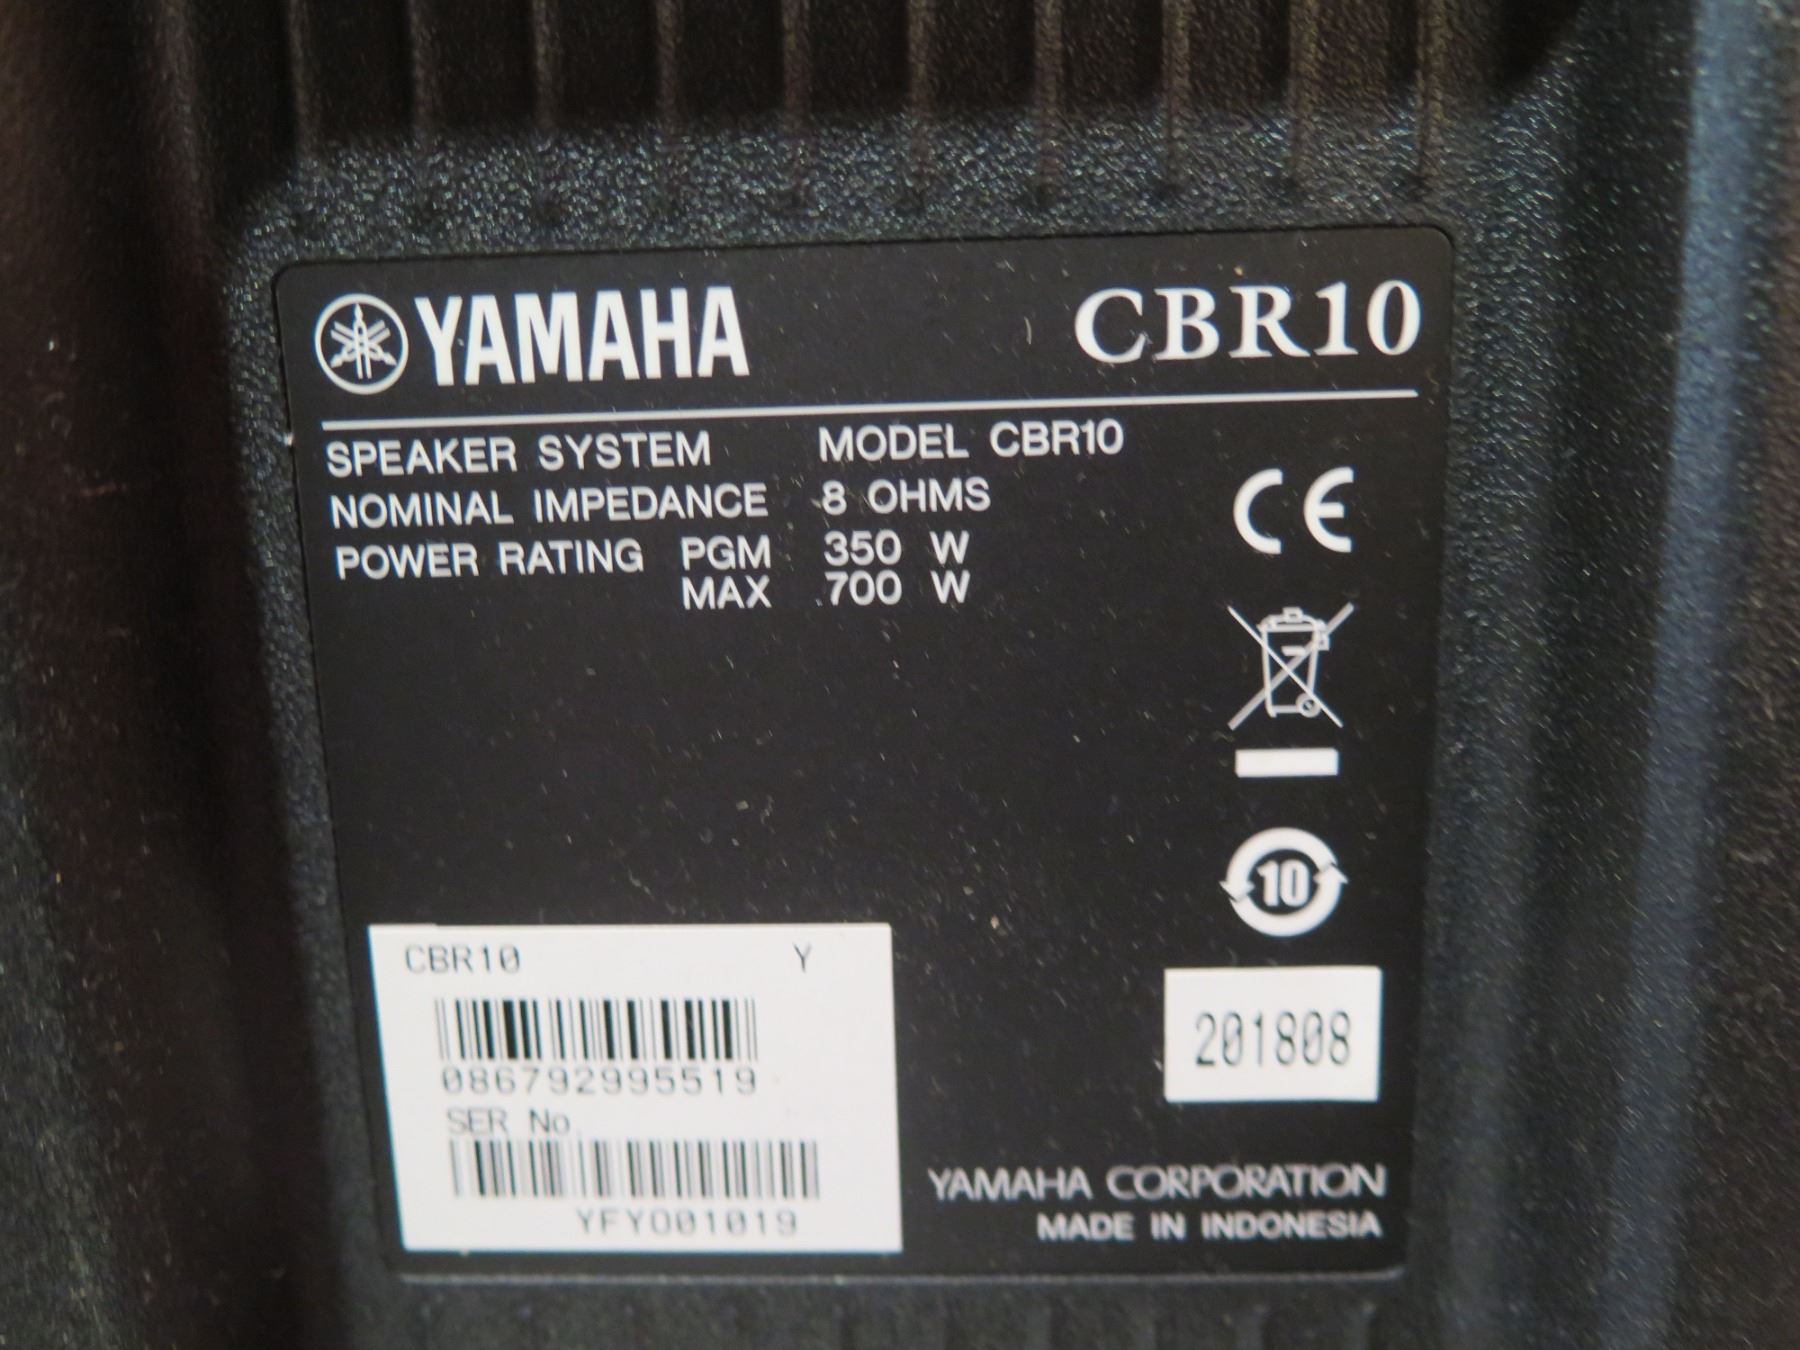 YAMAHA CBR10
SPEAKER SYSTEM MODEL CBR10
NOMINAL IMPEDANCE 8 OHMS
POWER RATING PGM 350 W
MAX 700 W
CE
10
CBR10 Y
086792995519
SER No.
YFYO01019
201808
YAMAHA CORPORATION
MADE IN INDONESIA